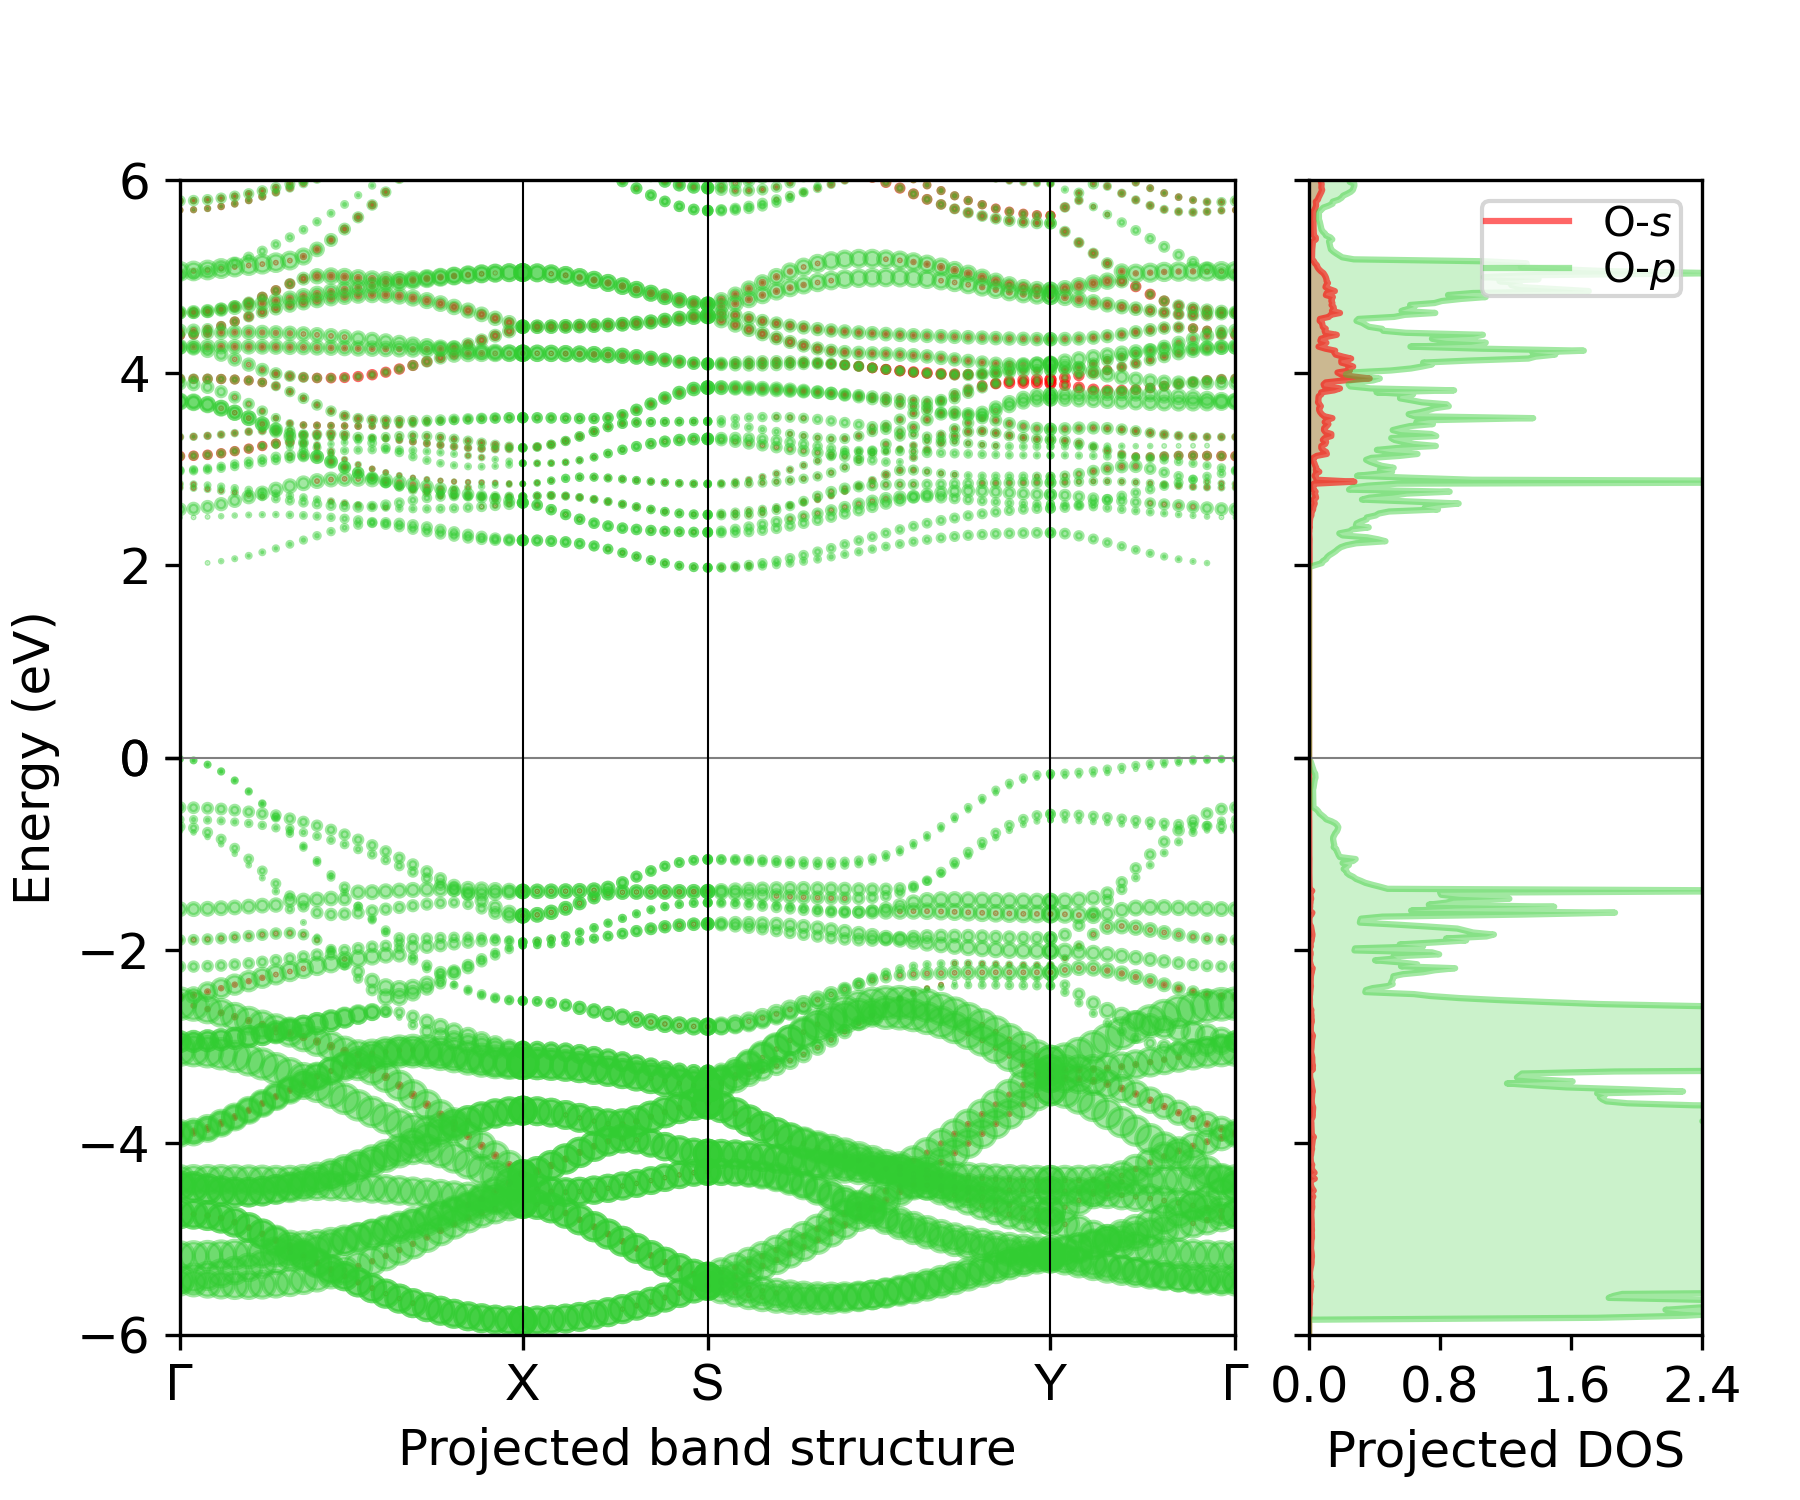 6
4
2
0
−2
−4
−6
Energy (eV)
Γ X S Y Γ
Projected band structure
O-s
O-p
0.0 0.8 1.6 2.4
Projected DOS